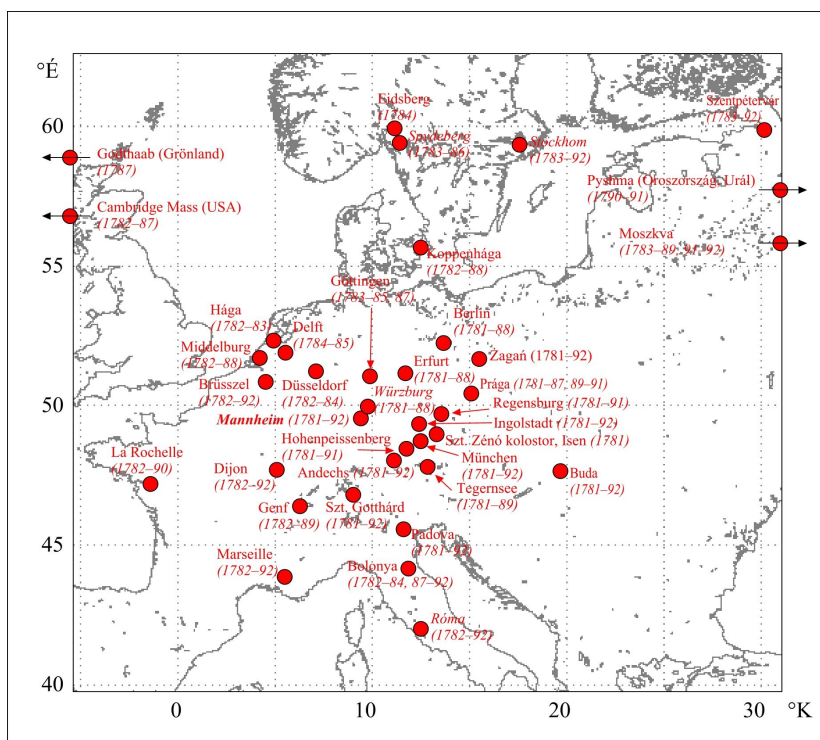 °É
60
55
50
45
40
0
10
20
30
°K
Eidsberg
(1784)
Spydeberg
(1783–86)
Stockhom
(1783–92)
Szentpétervár
(1783–92)
Godthaab (Grönland)
(1787)
Pyshma (Oroszország, Urál)
(1790–91)
Cambridge Mass (USA)
(1782–87)
Moszkva
(1783–89, 91–92)
Koppenhága
(1782–88)
Göttingen
(1783–85, 87)
Hága
(1782–83)
Delft
(1784–85)
Berlin
(1781–88)
Middelburg
(1782–88)
Erfurt
(1781–88)
Żagań (1781–92)
Brüsszel
(1782–92)
Düsseldorf
(1782–84)
Würzburg
(1781–88)
Prága (1781–87, 89–91)
Mannheim (1781–92)
Regensburg (1781–91)
Ingolstadt (1781–92)
Hohenpeissenberg
(1781–91)
Szt. Zénó kolostor, Isen (1781)
La Rochelle
(1782–90)
Dijon
(1782–92)
Andechs (1781–92)
München
(1781–92)
Buda
(1781–92)
Tegernsee
(1781–89)
Genf
(1782–89)
Szt. Gotthárd
(1781–92)
Padova
(1781–92)
Marseille
(1782–92)
Bolonya
(1782–84, 87–92)
Róma
(1782–92)